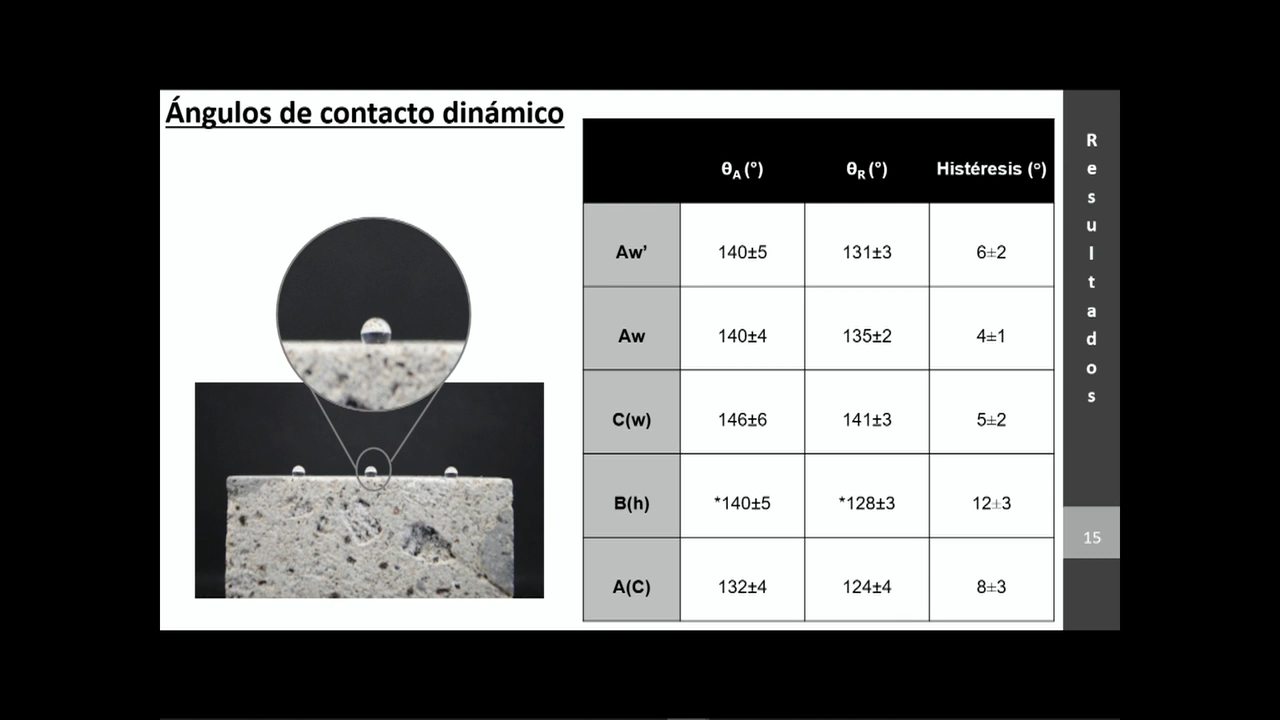 Ángulos de contacto dinámico
θA (°) θR (°) Histéresis (°)
Aw’ 140±5 131±3 6±2
Aw 140±4 135±2 4±1
C(w) 146±6 141±3 5±2
B(h) *140±5 *128±3 12±3
A(C) 132±4 124±4 8±3
Resultados
15